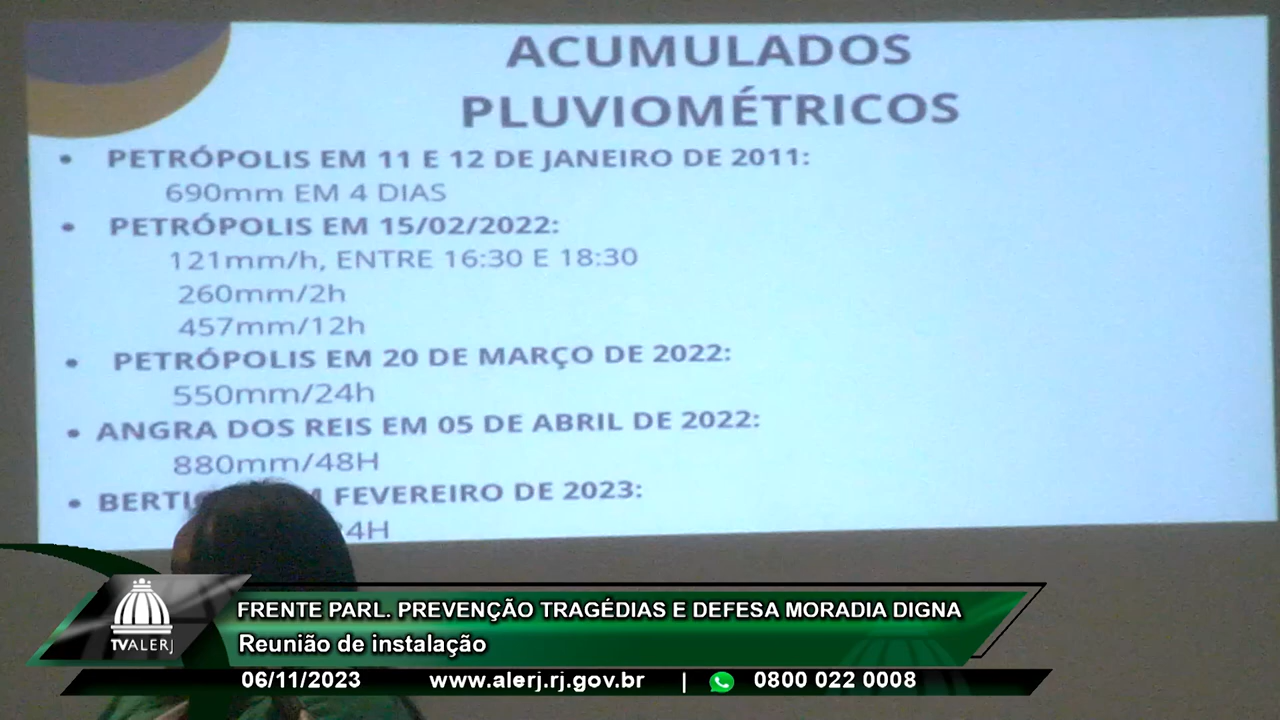 ACUMULADOS
PLUVIOMÉTRICOS
• PETRÓPOLIS EM 11 E 12 DE JANEIRO DE 2011:
690mm EM 4 DIAS
• PETRÓPOLIS EM 15/02/2022:
121mm/h, ENTRE 16:30 E 18:30
260mm/2h
457mm/12h
• PETRÓPOLIS EM 20 DE MARÇO DE 2022:
550mm/24h
• ANGRA DOS REIS EM 05 DE ABRIL DE 2022:
880mm/48H
• FEVEREIRO DE 2023:
FRENTE PARL. PREVENÇÃO TRAGÉDIAS E DEFESA MORADIA DIGNA
TVALERJ
Reunião de instalação
06/11/2023 www.alerj.rj.gov.br | 0800 022 0008